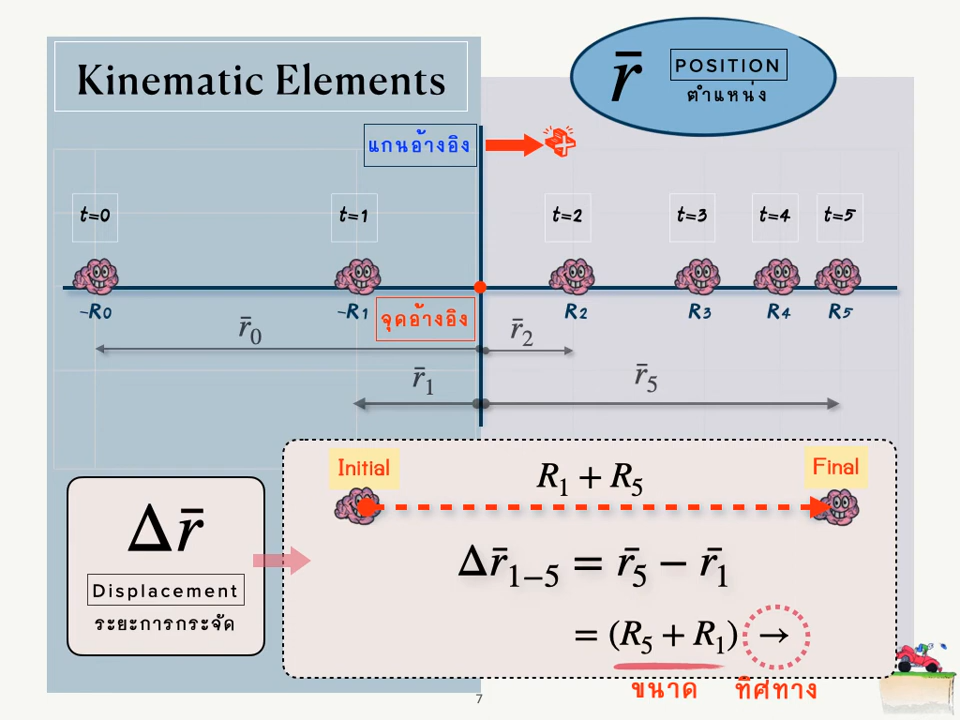 Kinematic Elements
r̄
POSITION
ตำแหน่ง
แกนอ้างอิง
t=0
t=1
t=2
t=3
t=4
t=5
-R0
-R1
จุดอ้างอิง
R2
R3
R4
R5
r̄0
r̄2
r̄1
r̄5
Initial
R1 + R5
Final
Δr̄
Displacement
ระยะการกระจัด
Δr̄1−5 = r̄5 − r̄1
= (R5 + R1) →
ขนาด ทิศทาง
7